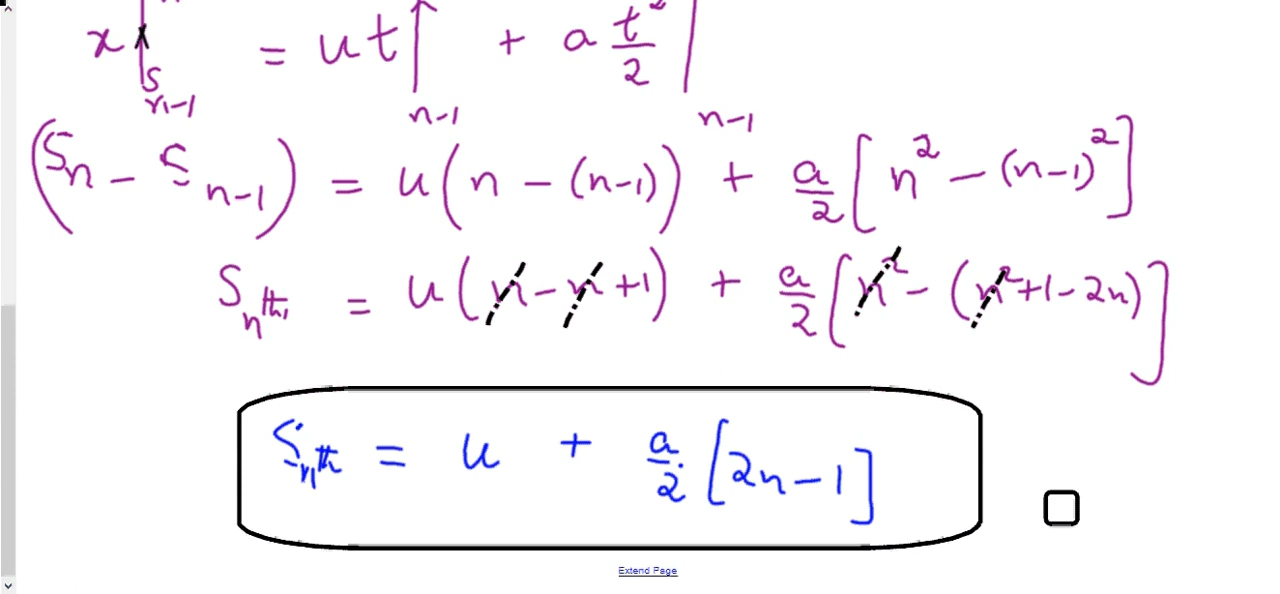 x|ₛₙ₋₁ = ut|ₙ₋₁ + a t²/2 |ₙ₋₁
(Sₙ - Sₙ₋₁) = u(n - (n-1)) + a/2 [n² - (n-1)²]
Sₙth = u(n - n + 1) + a/2 [n² - (n² + 1 - 2n)]
Sₙth = u + a/2 [2n - 1]
Extend Page